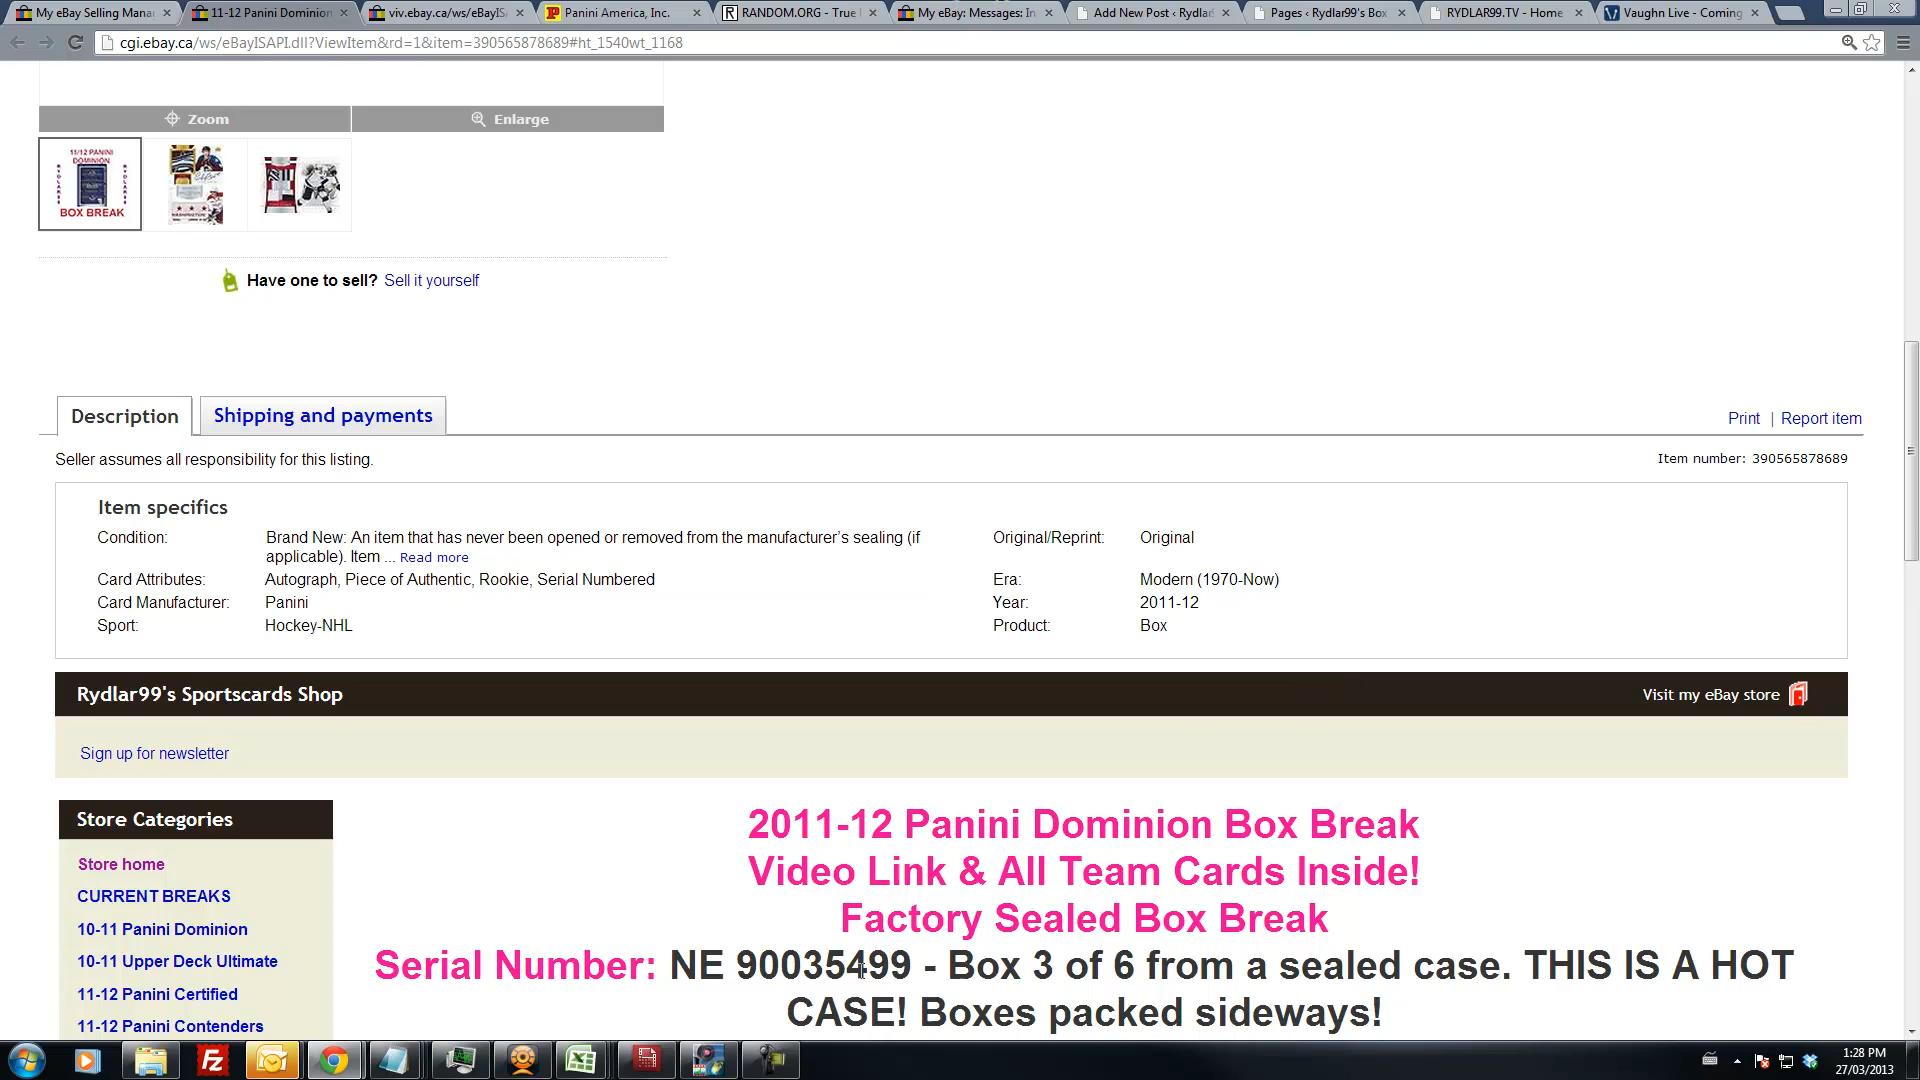 My eBay Selling Mana
11-12 Panini Dominion
viv.ebay.ca/ws/eBayIS
Panini America, Inc.
RANDOM.ORG - True
My eBay: Messages: In
Add New Post ‹ Rydlar
Pages ‹ Rydlar99's Box
RYDLAR99.TV - Home
Vaughn Live - Coming
cgi.ebay.ca/ws/eBayISAPI.dll?ViewItem&rd=1&item=390565878689#ht_1540wt_1168
Zoom
Enlarge
11/12 PANINI
DOMINION
RYDLAR99
RYDLAR99
BOX BREAK
WASHINGTON
Have one to sell? Sell it yourself
Description
Shipping and payments
Print | Report item
Seller assumes all responsibility for this listing.
Item number: 390565878689
Item specifics
Condition: Brand New: An item that has never been opened or removed from the manufacturer's sealing (if
applicable). Item ... Read more
Original/Reprint: Original
Card Attributes: Autograph, Piece of Authentic, Rookie, Serial Numbered
Era: Modern (1970-Now)
Card Manufacturer: Panini
Year: 2011-12
Sport: Hockey-NHL
Product: Box
Rydlar99's Sportscards Shop
Visit my eBay store
Sign up for newsletter
Store Categories
Store home
CURRENT BREAKS
10-11 Panini Dominion
10-11 Upper Deck Ultimate
11-12 Panini Certified
11-12 Panini Contenders
2011-12 Panini Dominion Box Break
Video Link & All Team Cards Inside!
Factory Sealed Box Break
Serial Number: NE 90035499 - Box 3 of 6 from a sealed case. THIS IS A HOT
CASE! Boxes packed sideways!
1:28 PM
27/03/2013